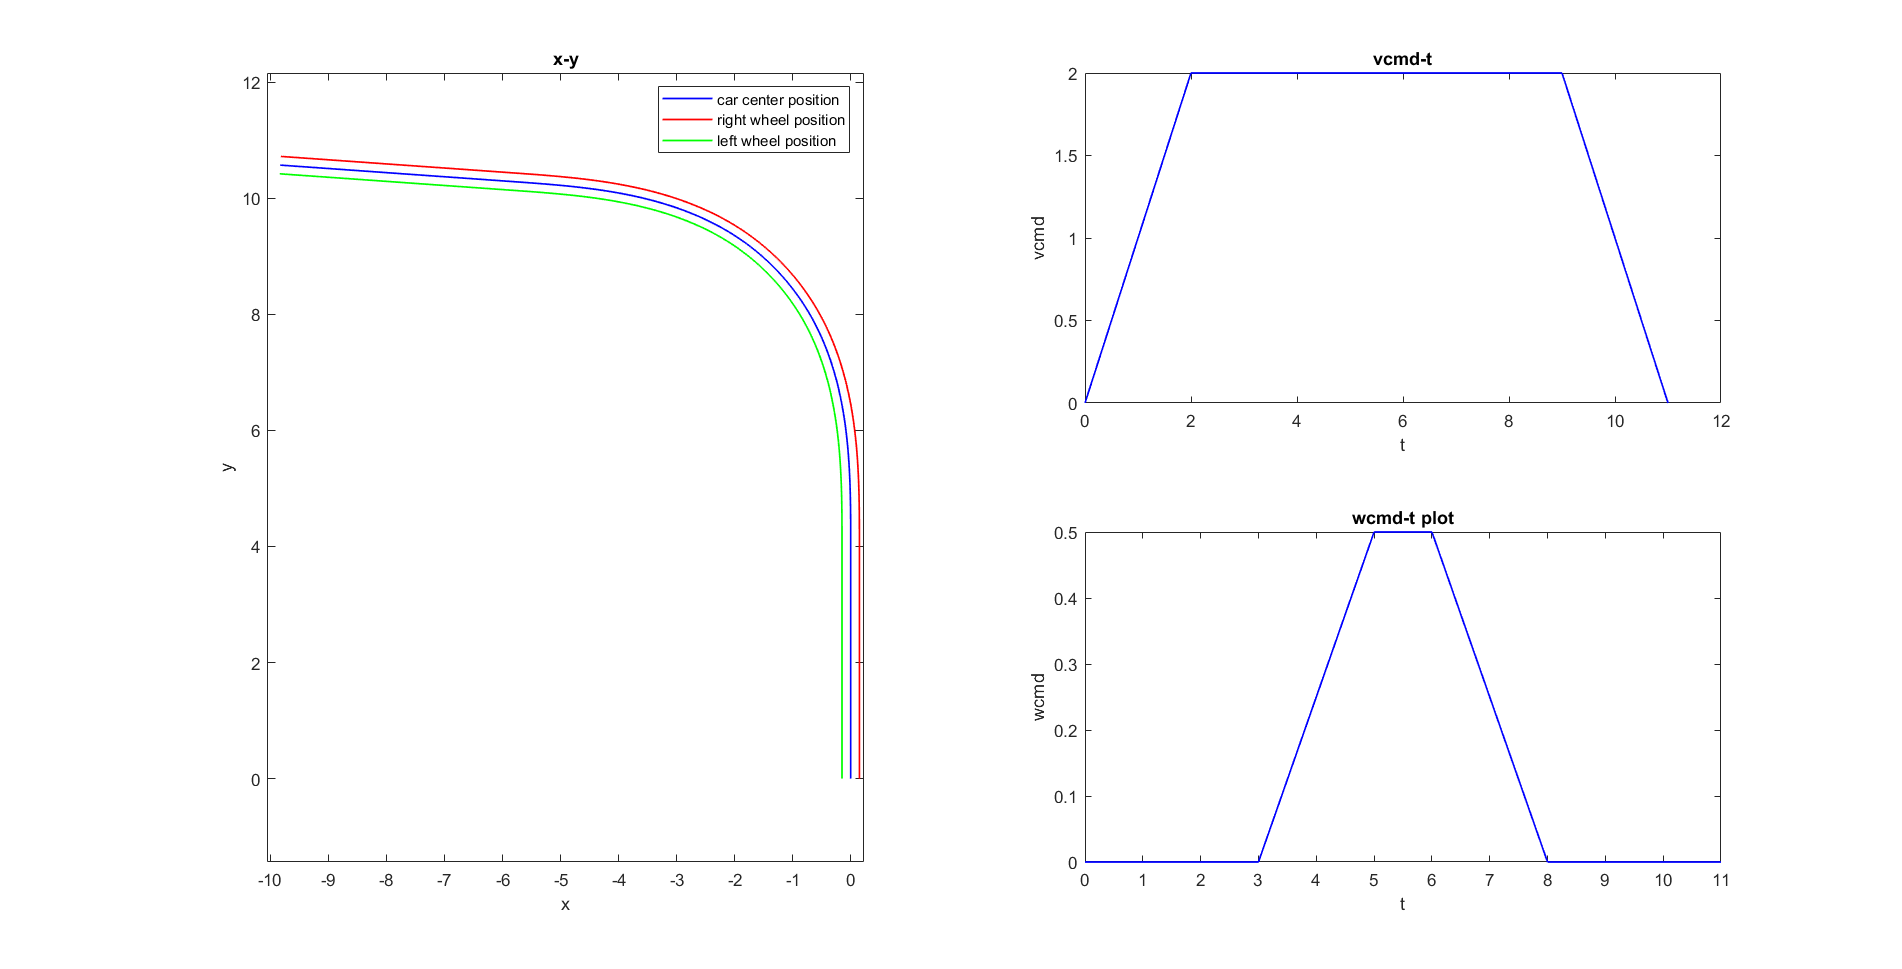 x-y
12
10
8
6
4
2
0
y
-10 -9 -8 -7 -6 -5 -4 -3 -2 -1 0
x
car center position
right wheel position
left wheel position
vcmd-t
2
1.5
1
0.5
0
vcmd
0 2 4 6 8 10 12
t
wcmd-t plot
0.5
0.4
0.3
0.2
0.1
0
wcmd
0 1 2 3 4 5 6 7 8 9 10 11
t